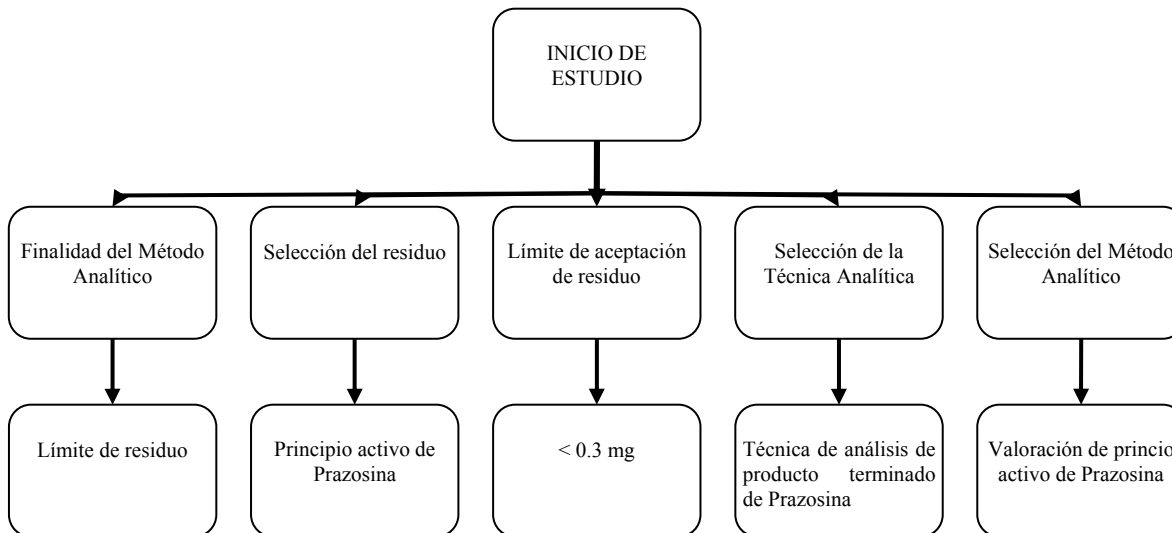 INICIO DE
ESTUDIO
Finalidad del Método
Analítico
Selección del residuo
Límite de aceptación
de residuo
Selección de la
Técnica Analítica
Selección del Método
Analítico
Límite de residuo
Principio activo de
Prazosina
< 0.3 mg
Técnica de análisis de
producto terminado
de Prazosina
Valoración de princio
activo de Prazosina